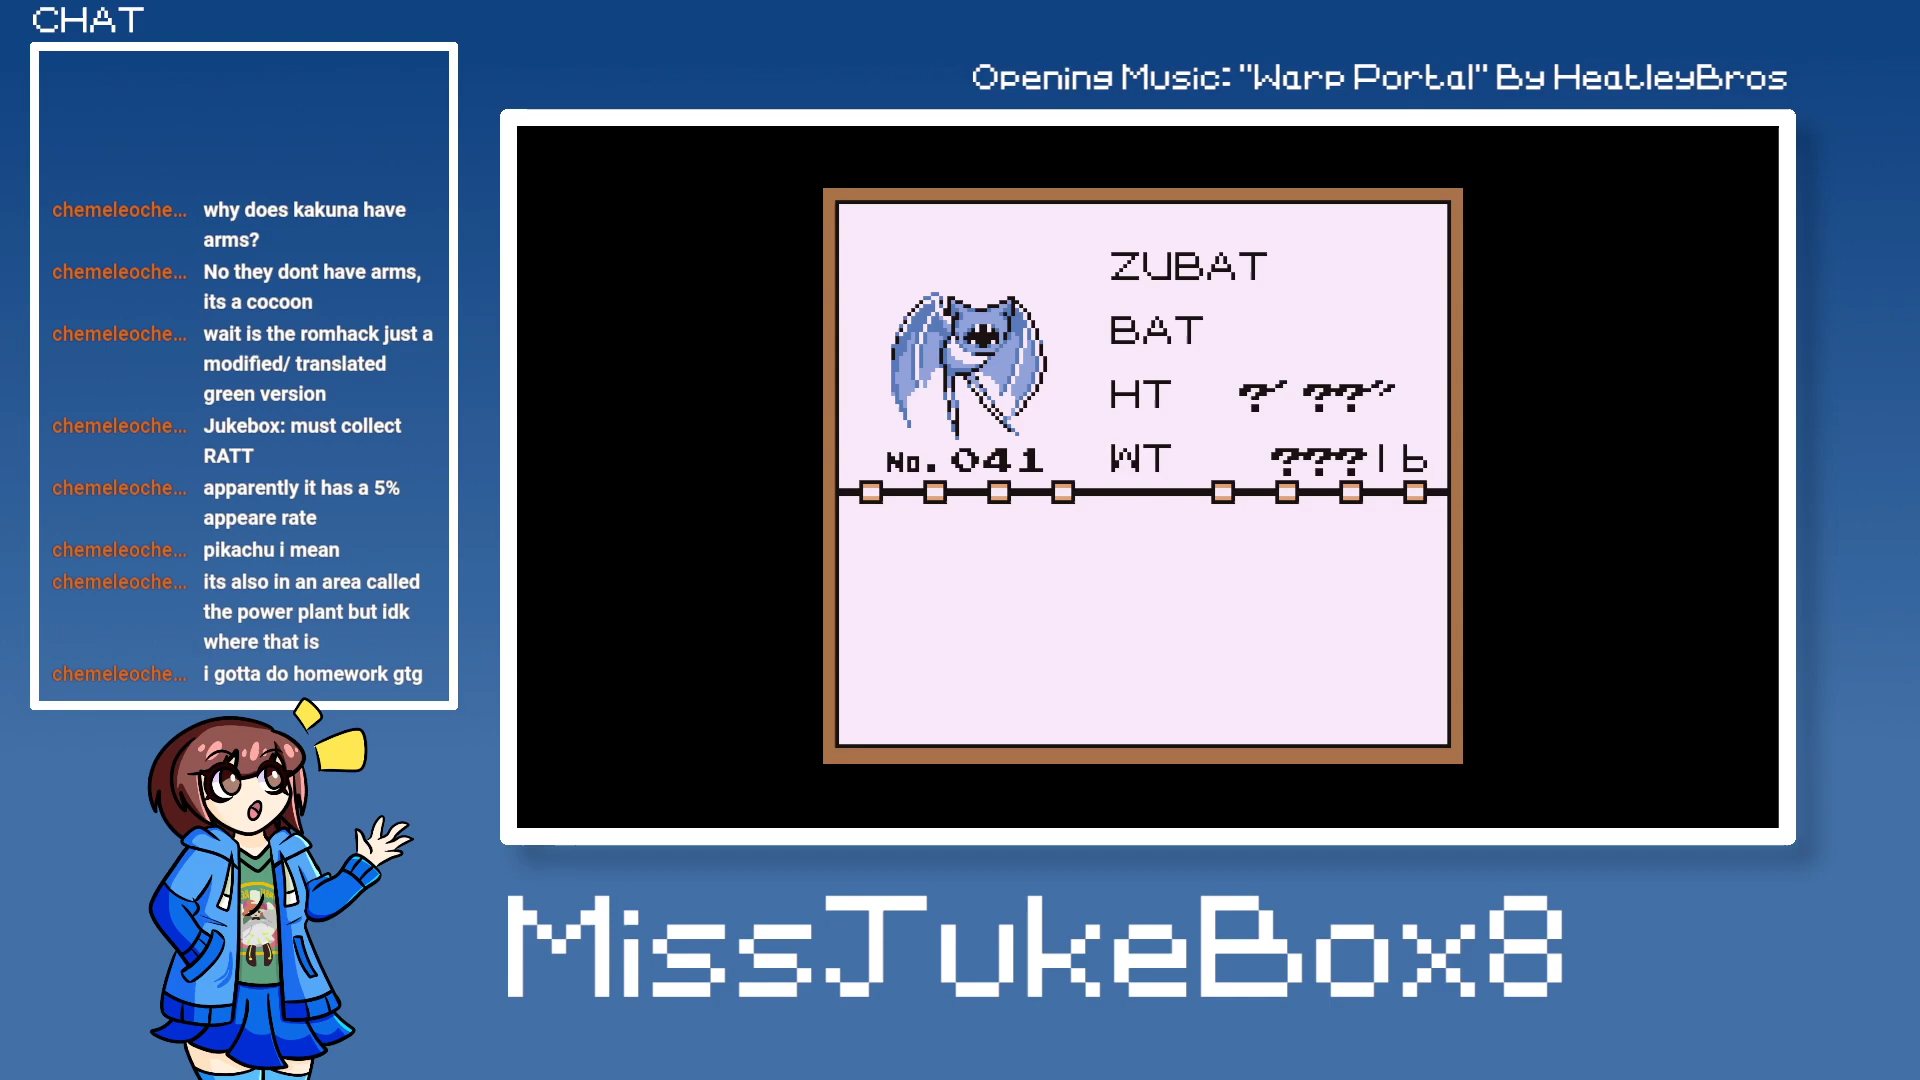 CHAT
Opening Music: "Warp Portal" By HeatleyBros
chemeleoche... why does kakuna have
arms?
chemeleoche... No they dont have arms,
its a cocoon
chemeleoche... wait is the romhack just a
modified/ translated
green version
chemeleoche... Jukebox: must collect
RATT
chemeleoche... apparently it has a 5%
appeare rate
chemeleoche... pikachu i mean
chemeleoche... its also in an area called
the power plant but idk
where that is
chemeleoche... i gotta do homework gtg
ZUBAT
BAT
HT ?′ ??″
No. 041 WT ???lb
MissJukeBox8